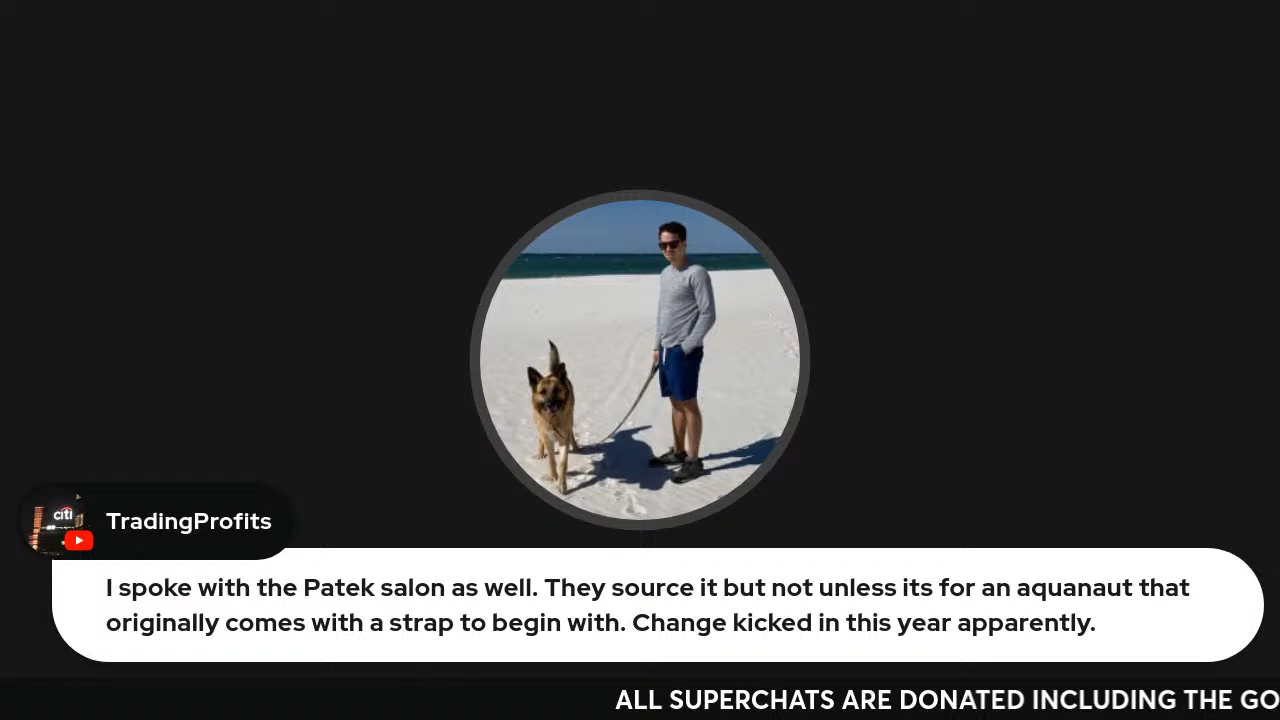 citi
TradingProfits
I spoke with the Patek salon as well. They source it but not unless its for an aquanaut that
originally comes with a strap to begin with. Change kicked in this year apparently.
ALL SUPERCHATS ARE DONATED INCLUDING THE GO